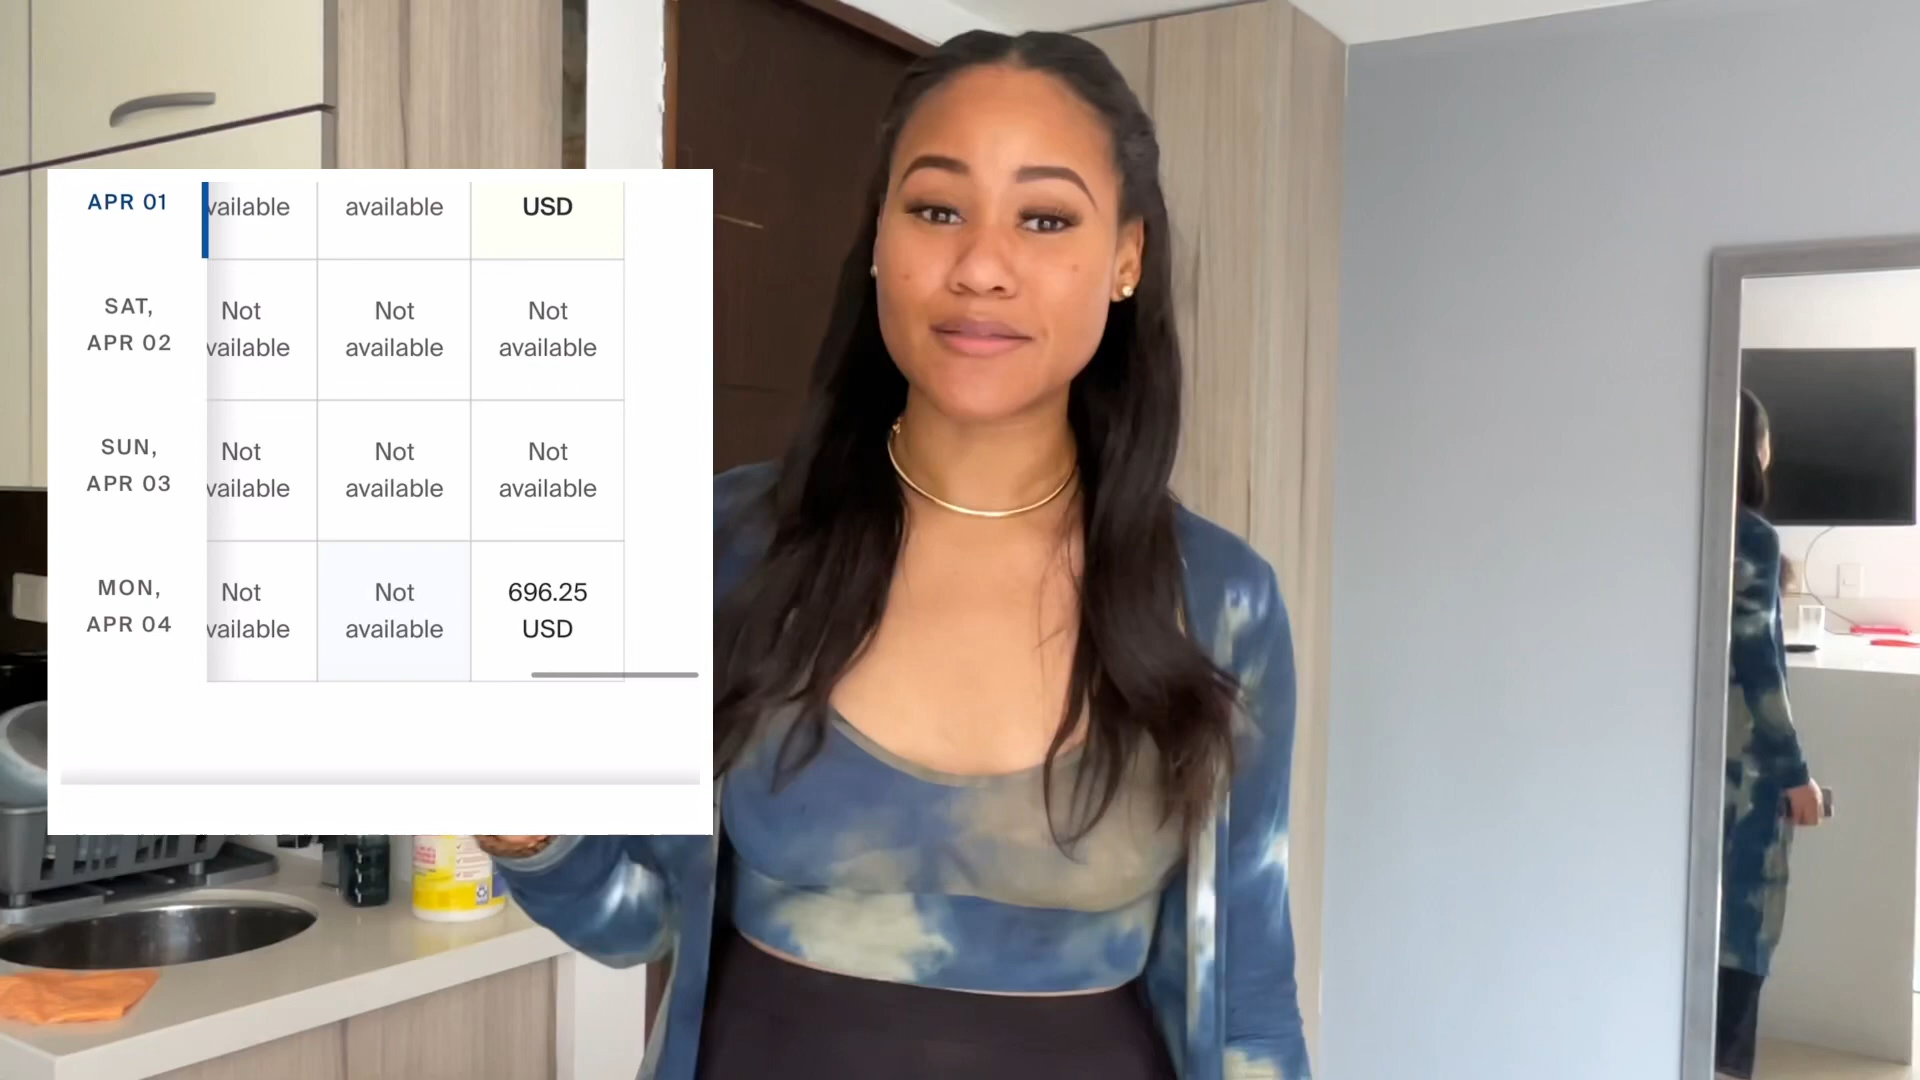 APR 01 vailable available USD
SAT, Not Not Not
APR 02 vailable available available
SUN, Not Not Not
APR 03 vailable available available
MON, Not Not 696.25
APR 04 vailable available USD